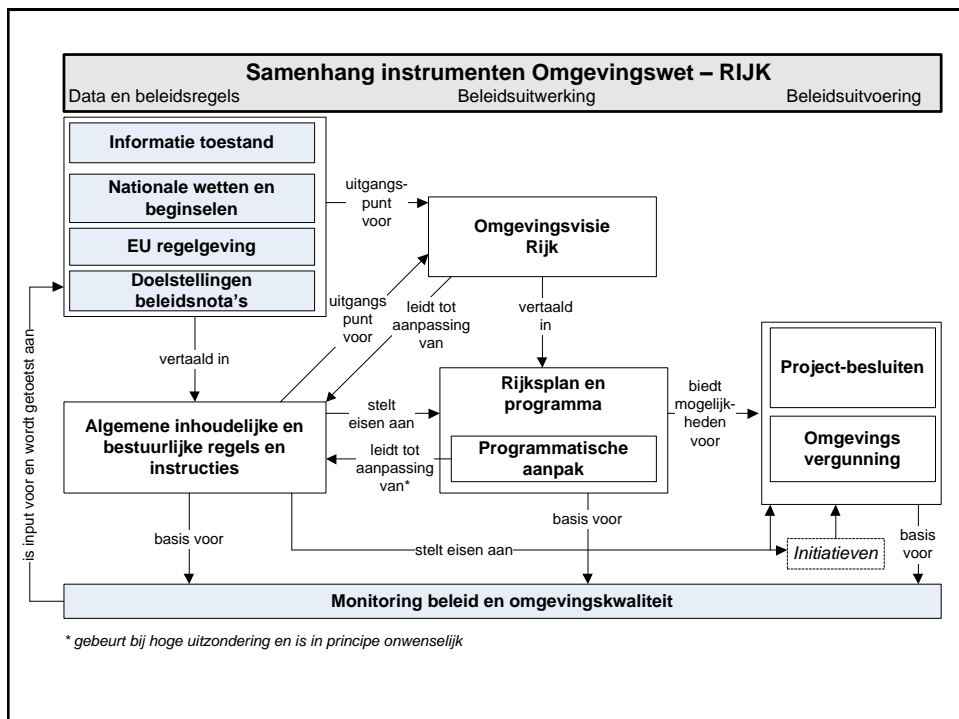 Samenhang instrumenten Omgevingswet – RIJK
Data en beleidsregels
Beleidsuitwerking
Beleidsuitvoering
Informatie toestand
Nationale wetten en
beginselen
EU regelgeving
Doelstellingen
beleidsnota's
uitgangs-
punt
voor
Omgevingsvisie
Rijk
uitgangs
punt
voor
leidt tot
aanpassing
van
vertaald
in
vertaald in
is input voor en wordt getoetst aan
Algemene inhoudelijke en
bestuurlijke regels en
instructies
stelt
eisen aan
leidt tot
aanpassing
van*
Rijksplan en
programma
Programmatische
aanpak
biedt
mogelijk-
heden
voor
Project-besluiten
Omgevings
vergunning
basis voor
stelt eisen aan
basis voor
Initiatieven
basis
voor
Monitoring beleid en omgevingskwaliteit
* gebeurt bij hoge uitzondering en is in principe onwenselijk